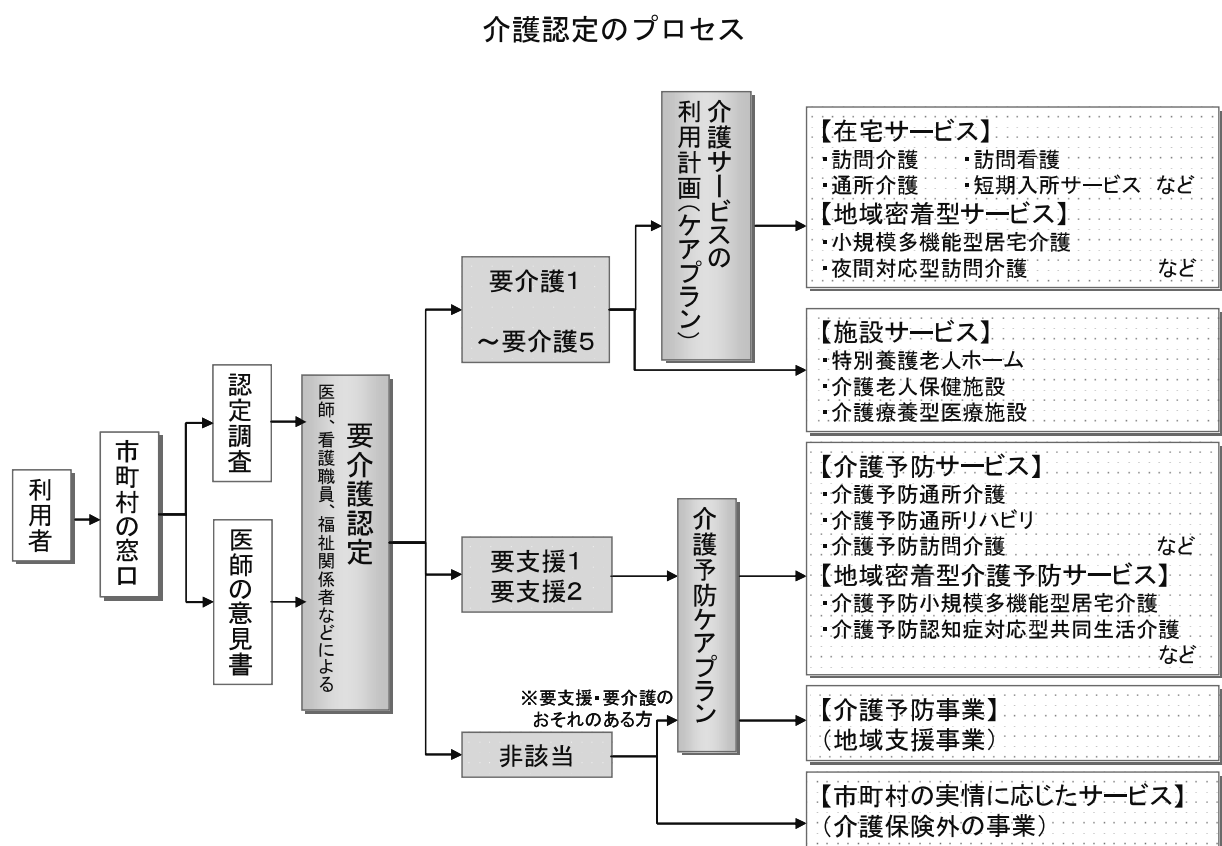 介護認定のプロセス
利用者
市町村の窓口
認定調査
医師の意見書
要介護認定
医師、看護職員、福祉関係者などによる
要介護1
～要介護5
要支援1
要支援2
※要支援・要介護の
おそれのある方
非該当
介護サービスの
利用計画(ケアプラン)
介護予防ケアプラン
【在宅サービス】
・訪問介護 ・訪問看護
・通所介護 ・短期入所サービス など
【地域密着型サービス】
・小規模多機能型居宅介護
・夜間対応型訪問介護 など
【施設サービス】
・特別養護老人ホーム
・介護老人保健施設
・介護療養型医療施設
【介護予防サービス】
・介護予防通所介護
・介護予防通所リハビリ
・介護予防訪問介護 など
【地域密着型介護予防サービス】
・介護予防小規模多機能型居宅介護
・介護予防認知症対応型共同生活介護
など
【介護予防事業】
(地域支援事業)
【市町村の実情に応じたサービス】
(介護保険外の事業)